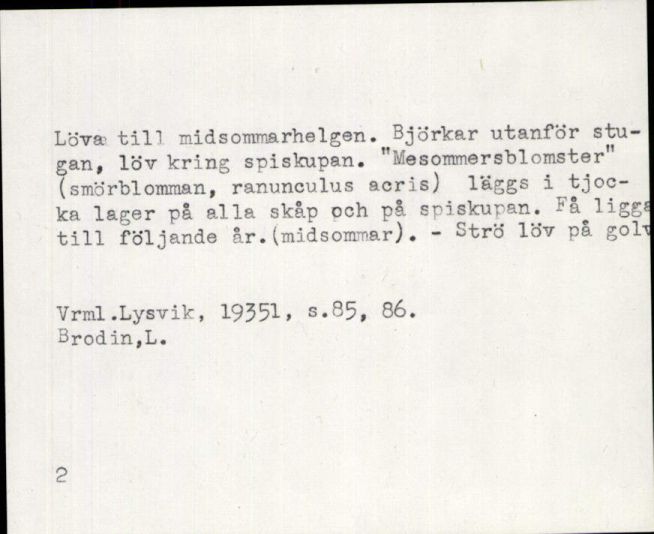 Löva till midsommarhelgen. Björkar utanför stu-
gan, löv kring spiskupan. "Mesommersblomster"
(smörblomman, ranunculus acris) läggs i tjoc-
ka lager på alla skåp och på spiskupan. Få ligga
till följande år.(midsommar). - Strö löv på golv
Vrml.Lysvik, 19351, s.85, 86.
Brodin,L.
2